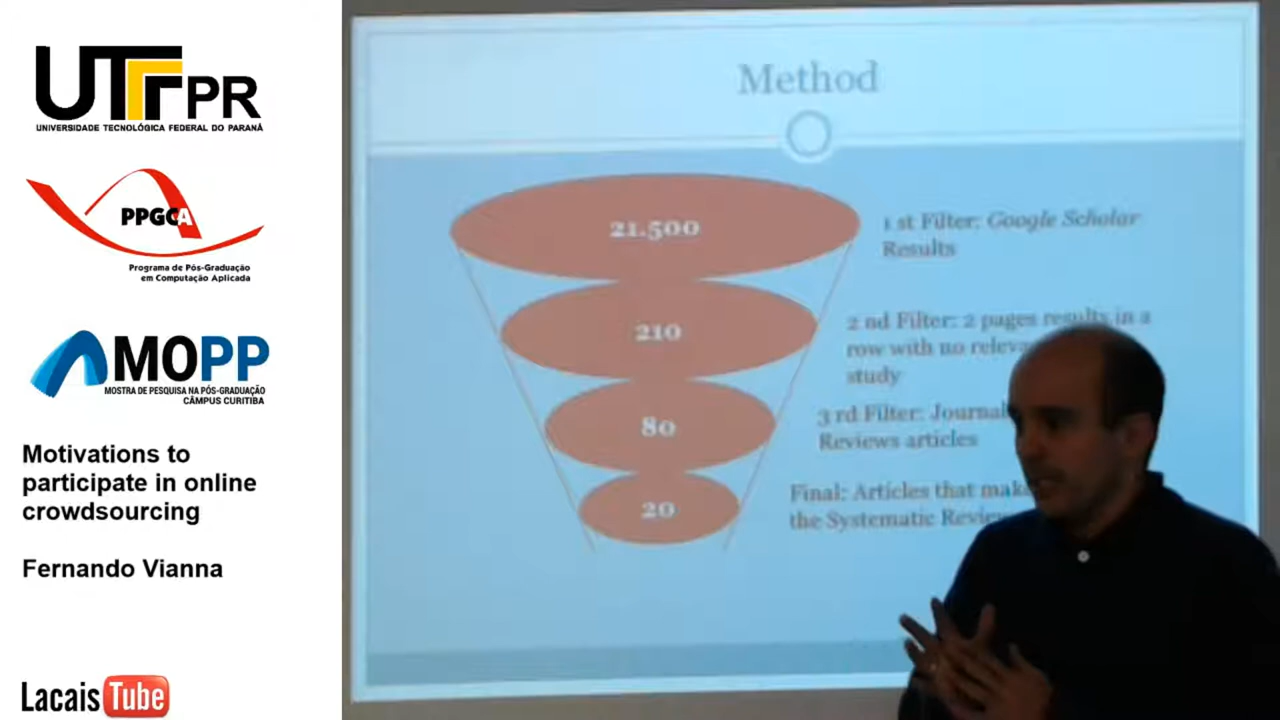 UTFPR
UNIVERSIDADE TECNOLÓGICA FEDERAL DO PARANÁ
PPGCA
Programa de Pós-Graduação
em Computação Aplicada
MOPP
MOSTRA DE PESQUISA NA PÓS-GRADUAÇÃO
CÂMPUS CURITIBA
Motivations to
participate in online
crowdsourcing
Fernando Vianna
LacaisTube
Method
21.500
1 st Filter: Google Scholar
Results
210
2 nd Filter: 2 pages results in a
row with no
study
80
3 rd Filter: Journal
Reviews articles
20
Final: Articles that
the Systematic